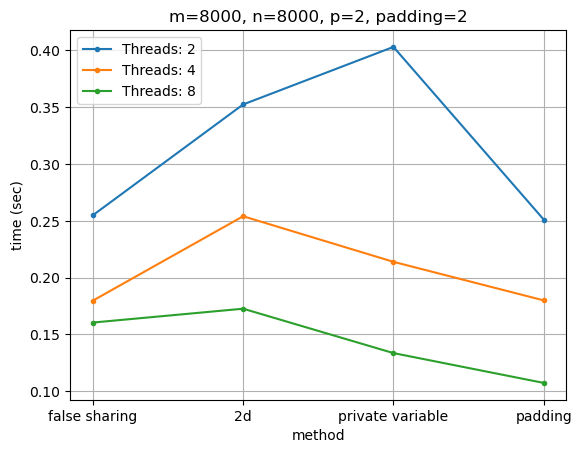 m=8000, n=8000, p=2, padding=2
Threads: 2
Threads: 4
Threads: 8
time (sec)
0.40
0.35
0.30
0.25
0.20
0.15
0.10
false sharing
2d
private variable
padding
method